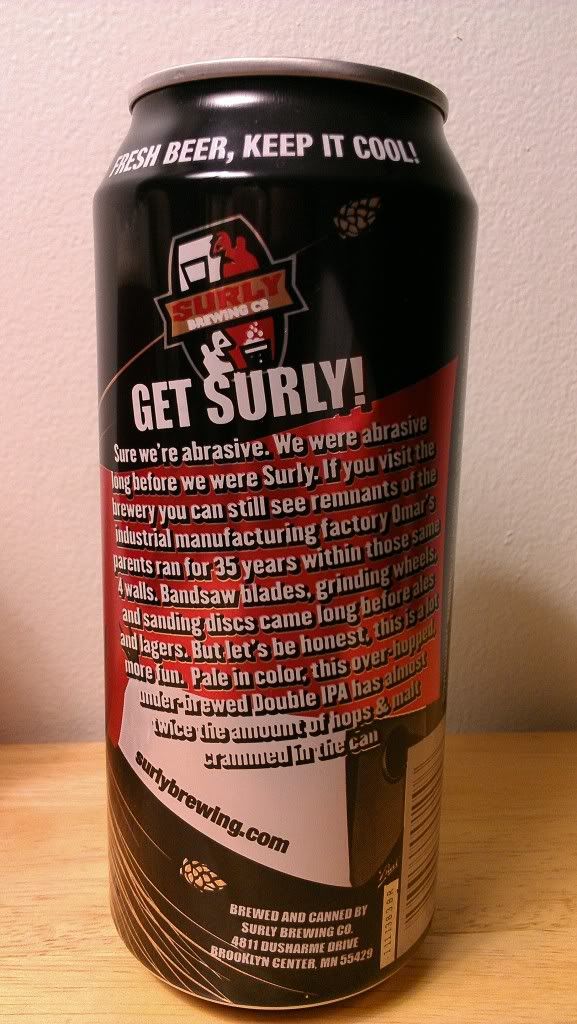 FRESH BEER, KEEP IT COOL!
SURLY
BREWING CO
GET SURLY!
Sure we're abrasive. We were abrasive
long before we were Surly. If you visit the
brewery you can still see remnants of the
industrial manufacturing factory Omar's
parents ran for 35 years within those same
4 walls. Bandsaw blades, grinding wheels,
and sanding discs came long before ales
and lagers. But let's be honest, this is a lot
more fun. Pale in color, this over-hopped,
under-brewed Double IPA has almost
twice the amount of hops & malt
crammed in the can
surlybrewing.com
BREWED AND CANNED BY
SURLY BREWING CO.
4811 DUSHARME DRIVE
BROOKLYN CENTER, MN 55429